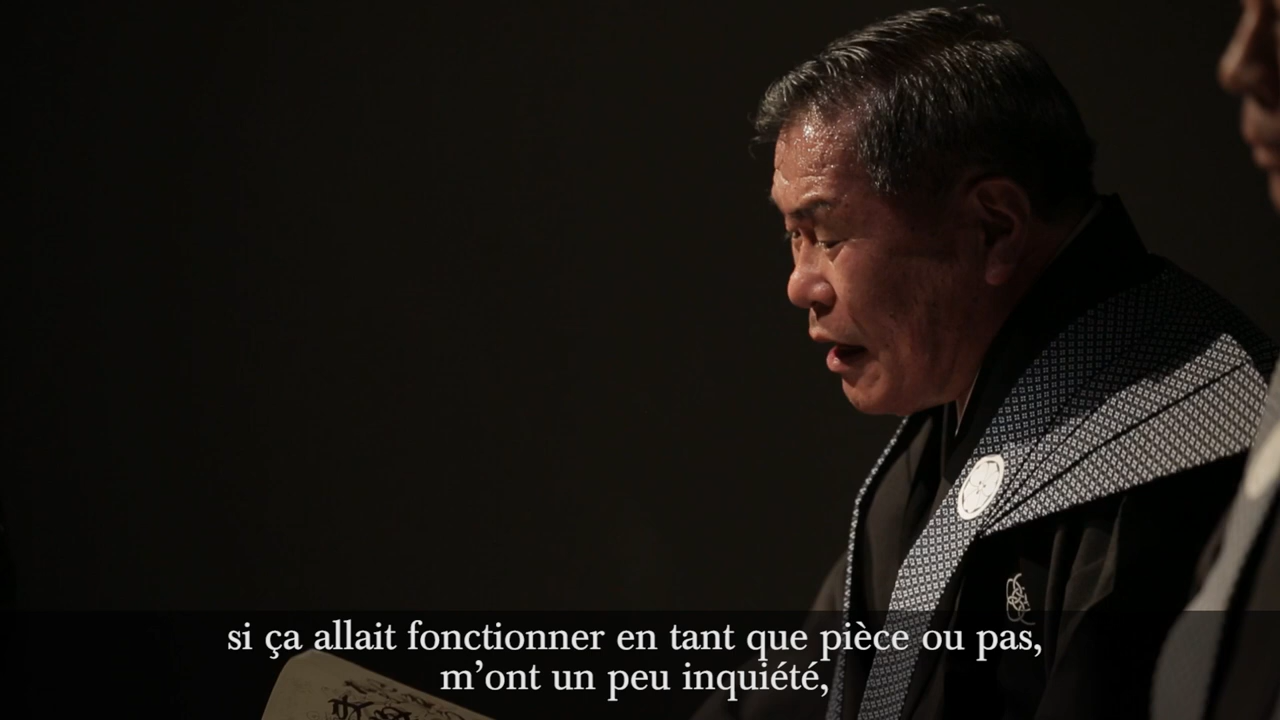 si ça allait fonctionner en tant que pièce ou pas,
m’ont un peu inquiété,